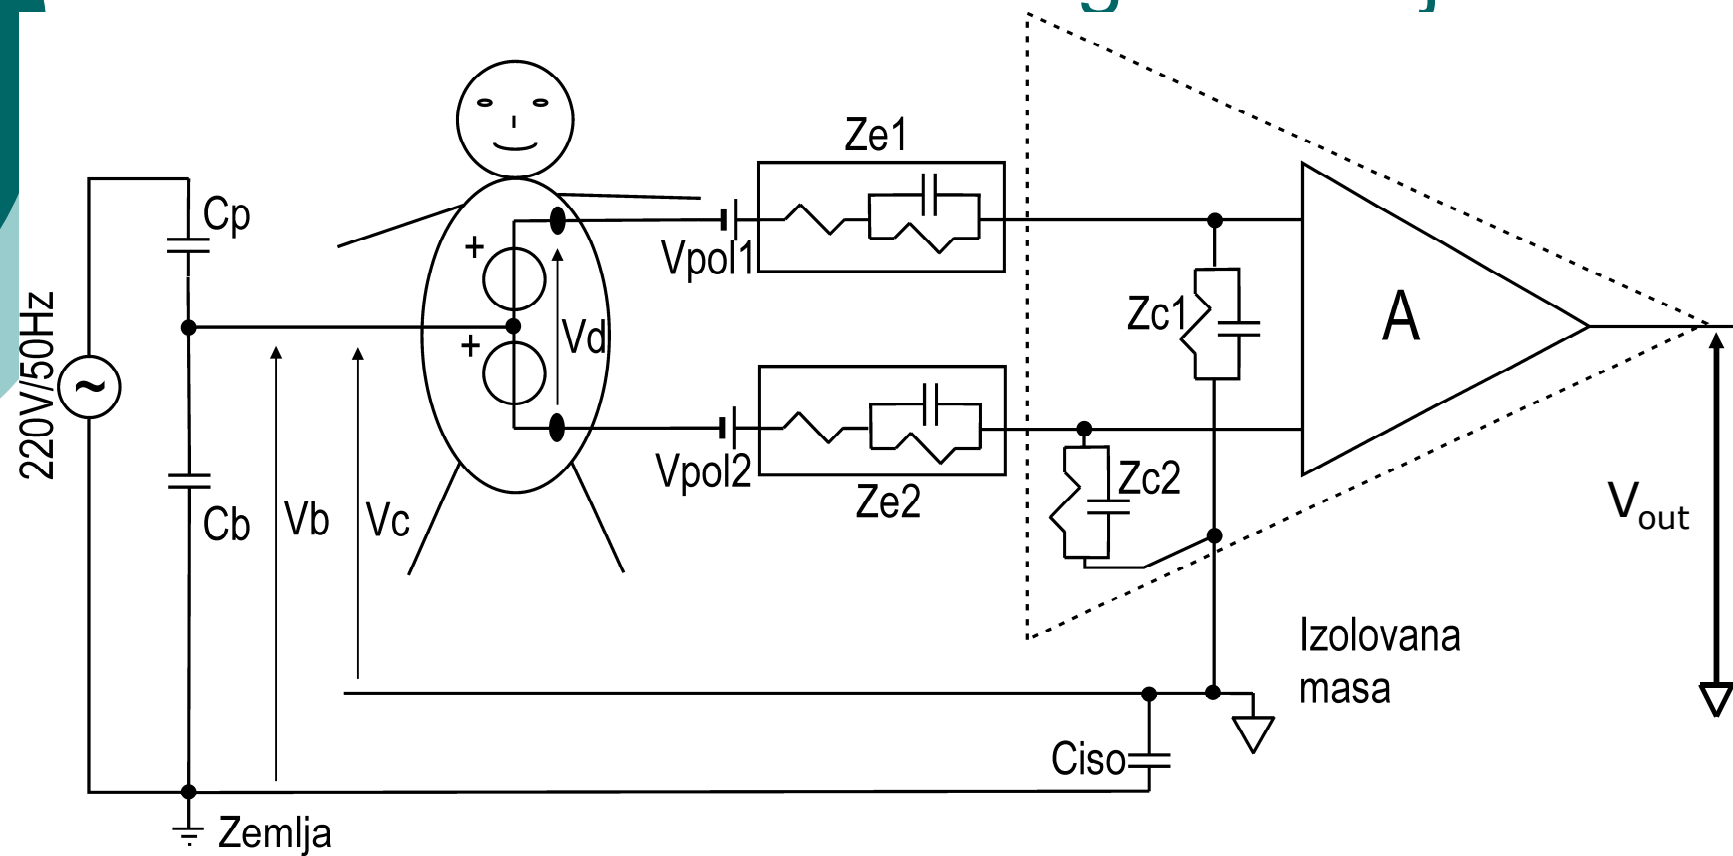 Ze1
Cp
+
Vpol1
220V/50Hz
~
Vd
+
Zc1
A
Vpol2
Zc2
Ze2
Cb
Vb
Vc
Vout
Izolovana
masa
Ciso
Zemlja